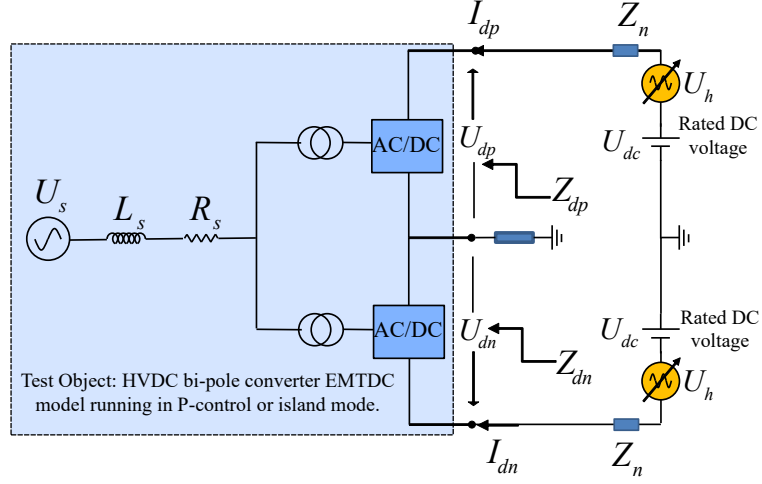 I_dp
Z_n
U_h
AC/DC
U_dp
U_dc
Rated DC
voltage
Z_dp
U_s
L_s
R_s
AC/DC
U_dn
U_dc
Rated DC
voltage
Z_dn
U_h
Test Object: HVDC bi-pole converter EMTDC
model running in P-control or island mode.
I_dn
Z_n